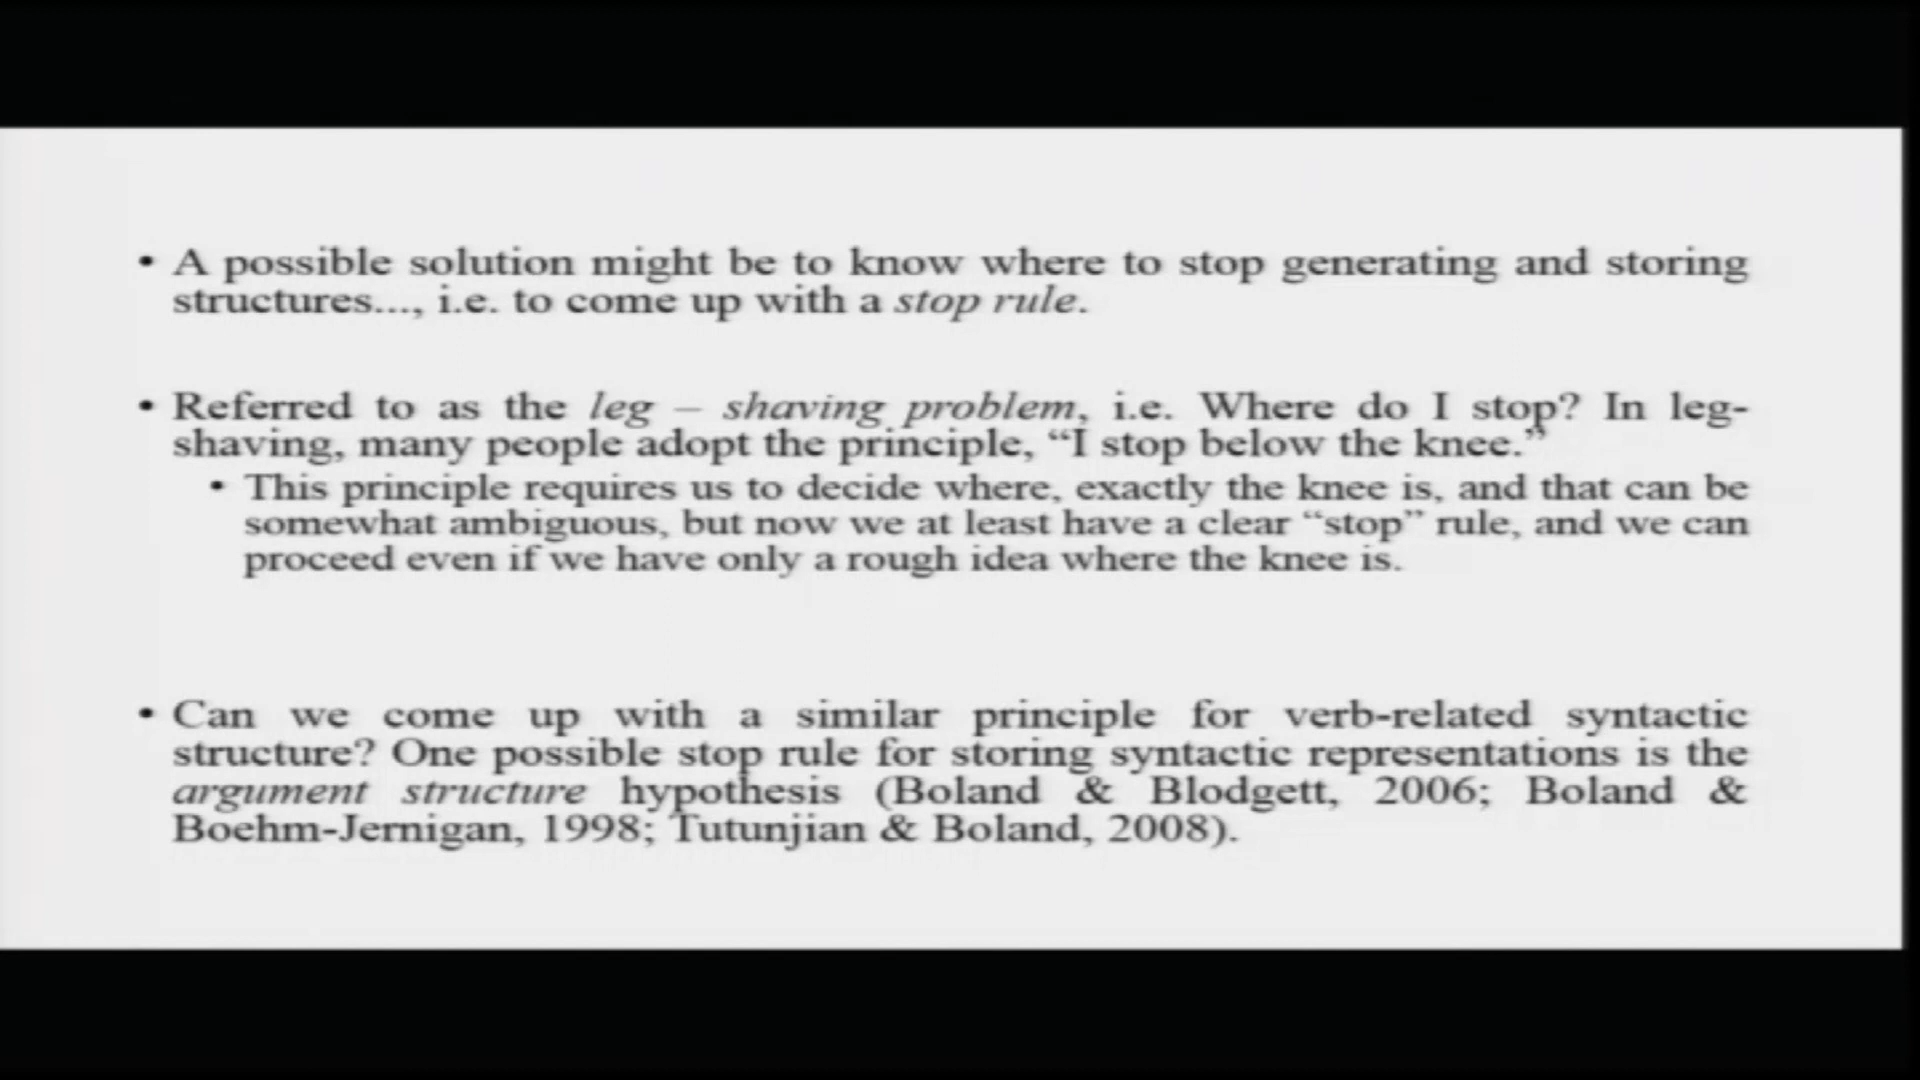 • A possible solution might be to know where to stop generating and storing
structures..., i.e. to come up with a stop rule.
• Referred to as the leg – shaving problem, i.e. Where do I stop? In leg-
shaving, many people adopt the principle, “I stop below the knee.”
• This principle requires us to decide where, exactly the knee is, and that can be
somewhat ambiguous, but now we at least have a clear “stop” rule, and we can
proceed even if we have only a rough idea where the knee is.
• Can we come up with a similar principle for verb-related syntactic
structure? One possible stop rule for storing syntactic representations is the
argument structure hypothesis (Boland & Blodgett, 2006; Boland &
Boehm-Jernigan, 1998; Tutunjian & Boland, 2008).